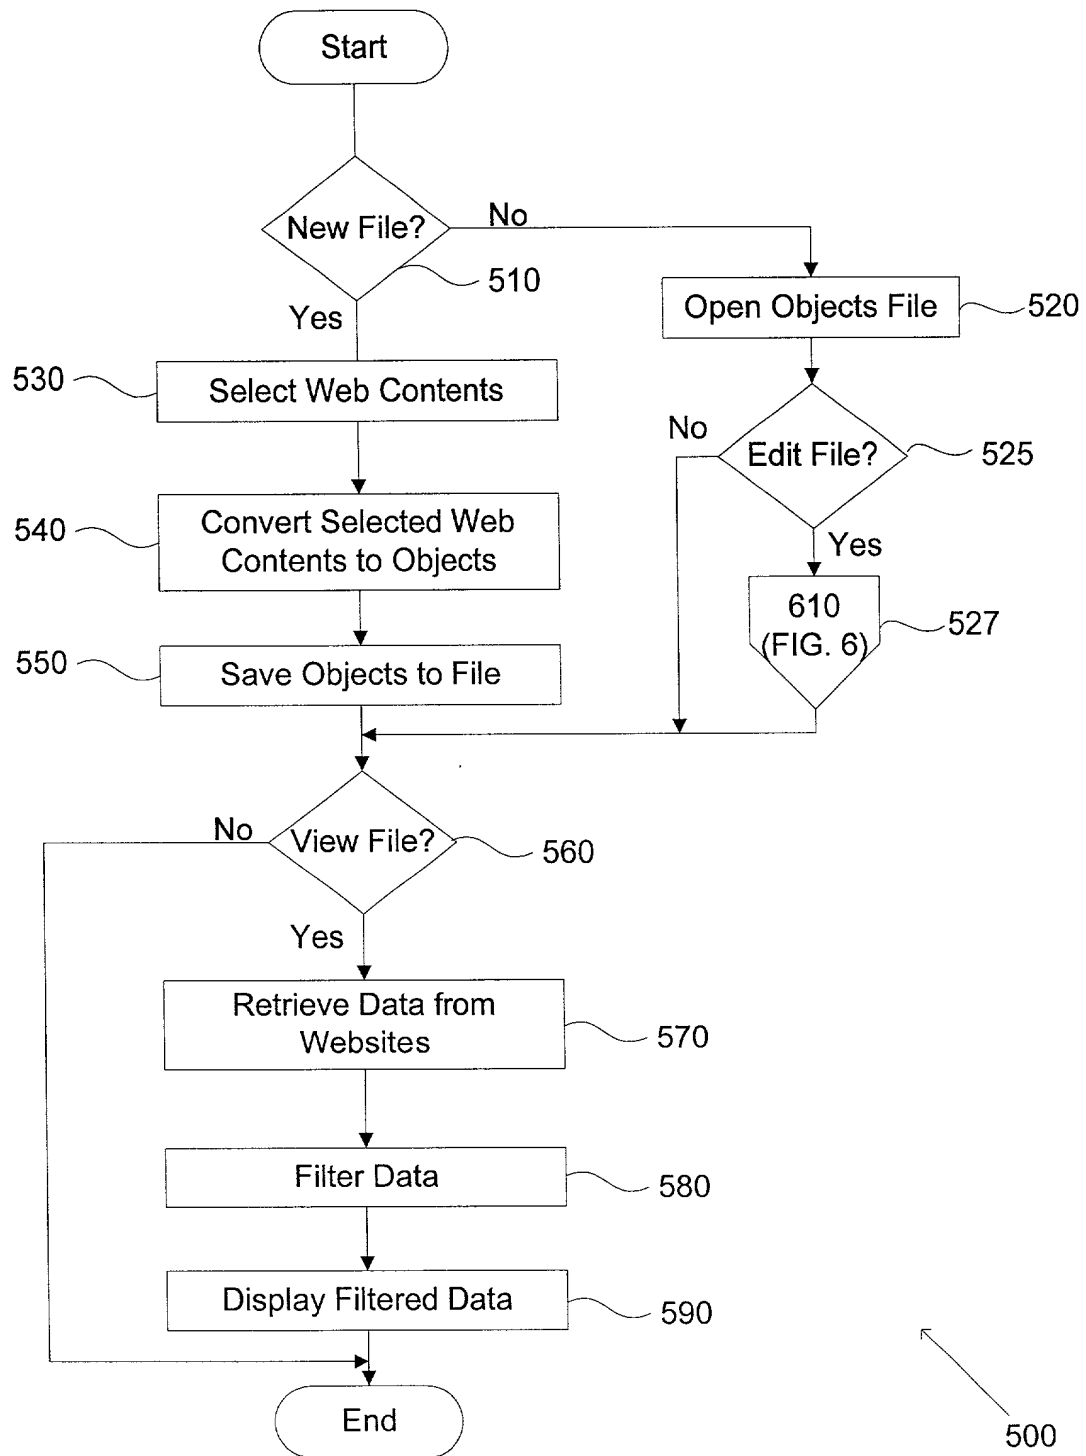 Start
New File?
No
510
Yes
Open Objects File
520
530
Select Web Contents
No
Edit File?
525
540
Convert Selected Web
Contents to Objects
Yes
610
(FIG. 6)
527
550
Save Objects to File
No
View File?
560
Yes
Retrieve Data from
Websites
570
Filter Data
580
Display Filtered Data
590
End
500